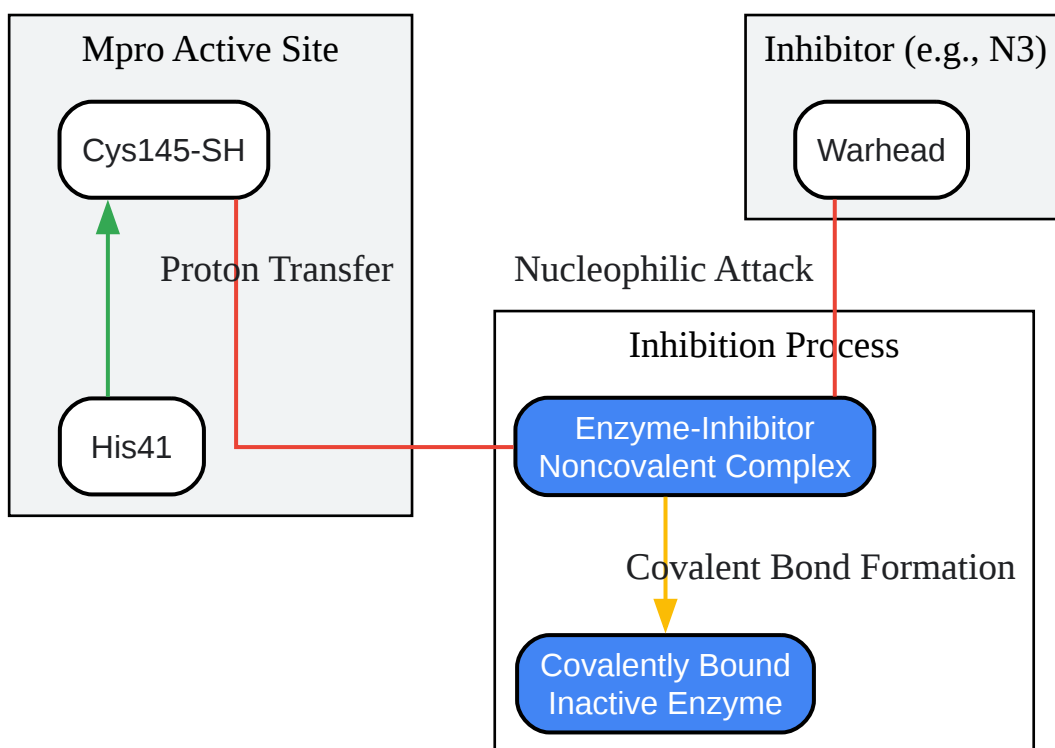 Mpro Active Site
Inhibitor (e.g., N3)
Cys145-SH
Warhead
Proton Transfer
Nucleophilic Attack
Inhibition Process
His41
Enzyme-Inhibitor
Noncovalent Complex
Covalent Bond Formation
Covalently Bound
Inactive Enzyme